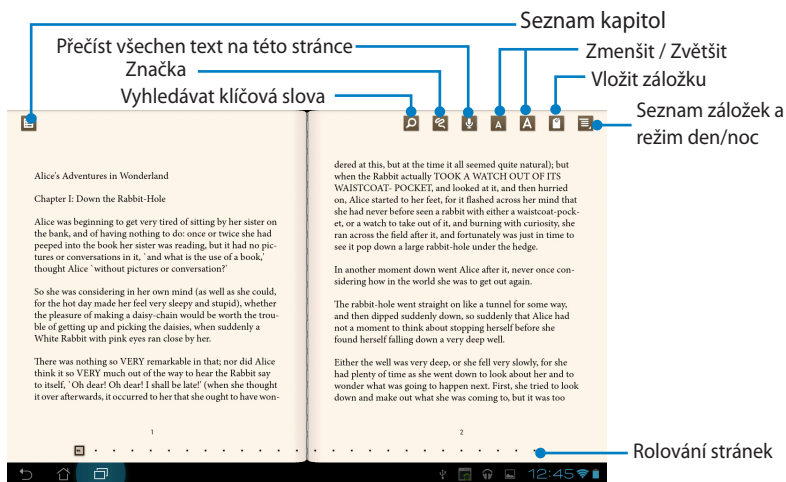 Seznam kapitol
Přečíst všechen text na této stránce
Zmenšit / Zvětšit
Značka
Vložit záložku
Vyhledávat klíčová slova
Seznam záložek a
režim den/noc
A A
Alice's Adventures in Wonderland
Chapter I: Down the Rabbit-Hole
Alice was beginning to get very tired of sitting by her sister on
the bank, and of having nothing to do: once or twice she had
peeped into the book her sister was reading, but it had no pic-
tures or conversations in it, `and what is the use of a book,'
thought Alice `without pictures or conversation?'
So she was considering in her own mind (as well as she could,
for the hot day made her feel very sleepy and stupid), whether
the pleasure of making a daisy-chain would be worth the trou-
ble of getting up and picking the daisies, when suddenly a
White Rabbit with pink eyes ran close by her.
There was nothing so VERY remarkable in that; nor did Alice
think it so VERY much out of the way to hear the Rabbit say
to itself, `Oh dear! Oh dear! I shall be late!' (when she thought
it over afterwards, it occurred to her that she ought to have won-
1
dered at this, but at the time it all seemed quite natural); but
when the Rabbit actually TOOK A WATCH OUT OF ITS
WAISTCOAT- POCKET, and looked at it, and then hurried
on, Alice started to her feet, for it flashed across her mind that
she had never before seen a rabbit with either a waistcoat-pock-
et, or a watch to take out of it, and burning with curiosity, she
ran across the field after it, and fortunately was just in time to
see it pop down a large rabbit-hole under the hedge.
In another moment down went Alice after it, never once con-
sidering how in the world she was to get out again.
The rabbit-hole went straight on like a tunnel for some way,
and then dipped suddenly down, so suddenly that Alice had
not a moment to think about stopping herself before she
found herself falling down a very deep well.
Either the well was very deep, or she fell very slowly, for she
had plenty of time as she went down to look about her and to
wonder what was going to happen next. First, she tried to look
down and make out what she was coming to, but it was too
2
Rolování stránek
12:45